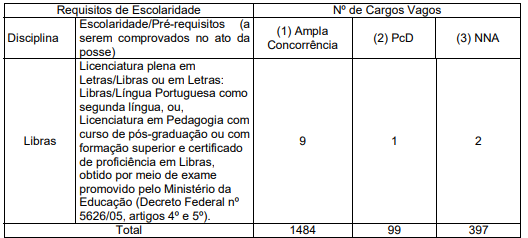 Requisitos de Escolaridade Nº de Cargos Vagos
Disciplina Escolaridade/Pré-requisitos (a
serem comprovados no ato da
posse) (1) Ampla
Concorrência (2) PcD (3) NNA
Libras
Licenciatura plena em
Letras/Libras ou em Letras:
Libras/Língua Portuguesa como
segunda língua, ou,
Licenciatura em Pedagogia com
curso de pós-graduação ou com
formação superior e certificado
de proficiência em Libras,
obtido por meio de exame
promovido pelo Ministério da
Educação (Decreto Federal nº
5626/05, artigos 4º e 5º).
9 1 2
Total 1484 99 397